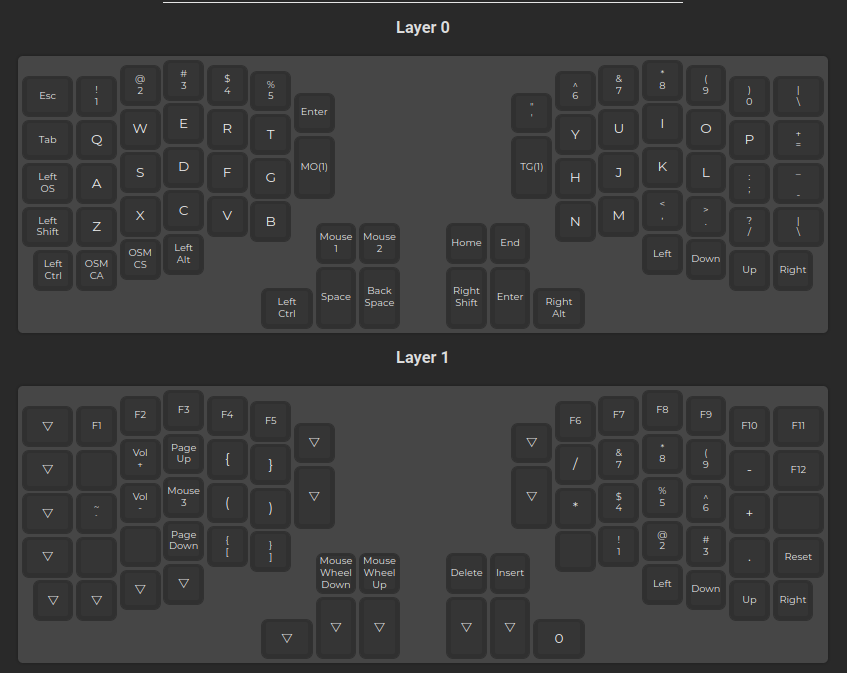 Layer 0
Esc
!
1
@
2
#
3
$
4
%
5
Enter
"
'
^
6
&
7
*
8
(
9
)
0
|
\
Tab
Q
W
E
R
T
MO(1)
TG(1)
Y
U
I
O
P
+
=
Left
OS
A
S
D
F
G
H
J
K
L
:
;
_
-
Left
Shift
Z
X
C
V
B
N
M
<
,
>
.
?
/
|
\
Left
Ctrl
OSM
CA
OSM
CS
Left
Alt
Mouse
1
Mouse
2
Home
End
Left
Down
Up
Right
Left
Ctrl
Space
Back
Space
Right
Shift
Enter
Right
Alt
Layer 1
▽
F1
F2
F3
F4
F5
▽
▽
F6
F7
F8
F9
F10
F11
▽
Vol
+
Page
Up
{
}
▽
▽
/
&
7
*
8
(
9
-
F12
▽
~
`
Vol
-
Mouse
3
(
)
*
$
4
%
5
^
6
+
▽
Page
Down
{
[
}
]
!
1
@
2
#
3
.
Reset
▽
▽
▽
▽
Mouse
Wheel
Down
Mouse
Wheel
Up
Delete
Insert
Left
Down
Up
Right
▽
▽
▽
▽
▽
0